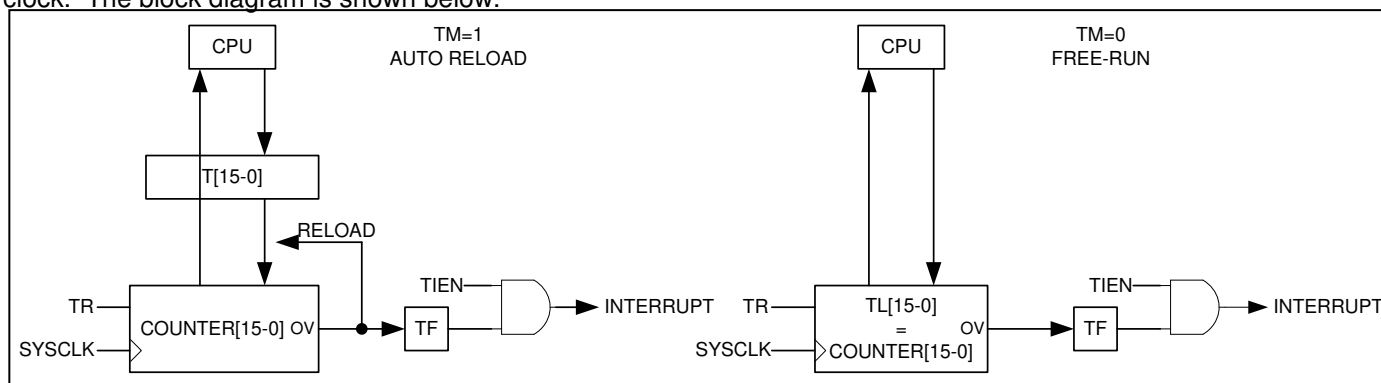 clock. The block diagram is shown below.
CPU
TM=1
AUTO RELOAD
T[15-0]
RELOAD
TR
SYSCLK
COUNTER[15-0] OV
TF
TIEN
INTERRUPT
CPU
TM=0
FREE-RUN
TR
SYSCLK
TL[15-0]
=
COUNTER[15-0]
OV
TF
TIEN
INTERRUPT